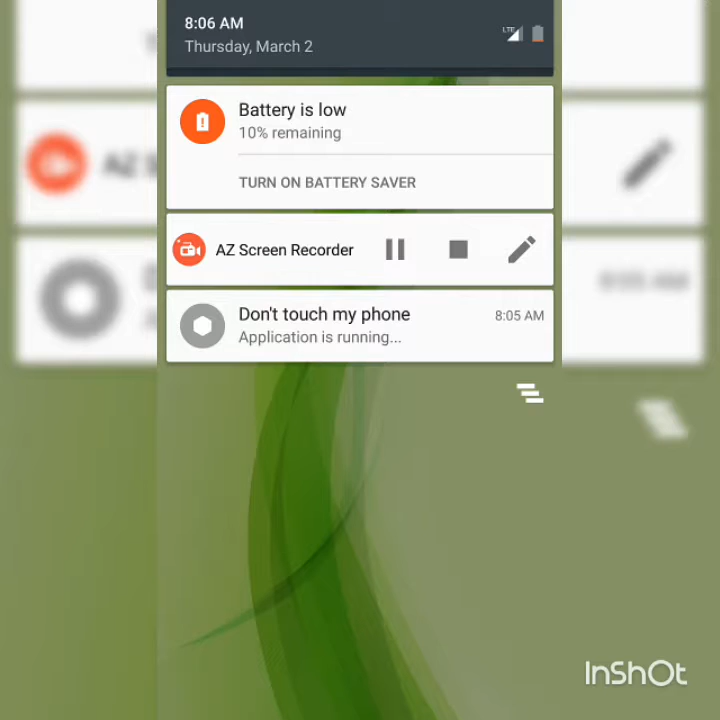 8:06 AM
Thursday, March 2
LTE
Battery is low
10% remaining
TURN ON BATTERY SAVER
AZ Screen Recorder
Don't touch my phone
8:05 AM
Application is running...
InShOt